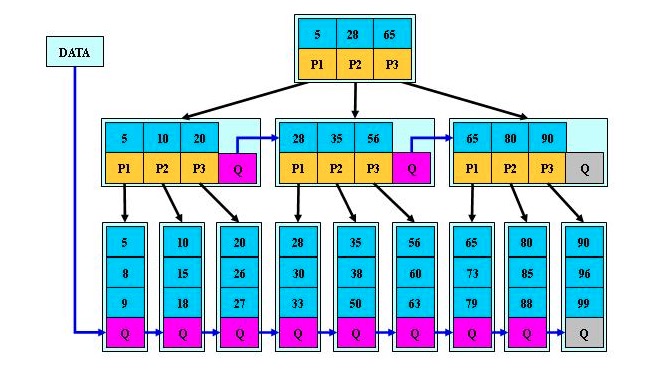 5 28 65
DATA
P1 P2 P3
5 10 20
28 35 56
65 80 90
P1 P2 P3 Q
P1 P2 P3 Q
P1 P2 P3 Q
5 10 20 28 35 56 65 80 90
8 15 26 30 38 60 73 85 96
9 18 27 33 50 63 79 88 99
Q Q Q Q Q Q Q Q Q